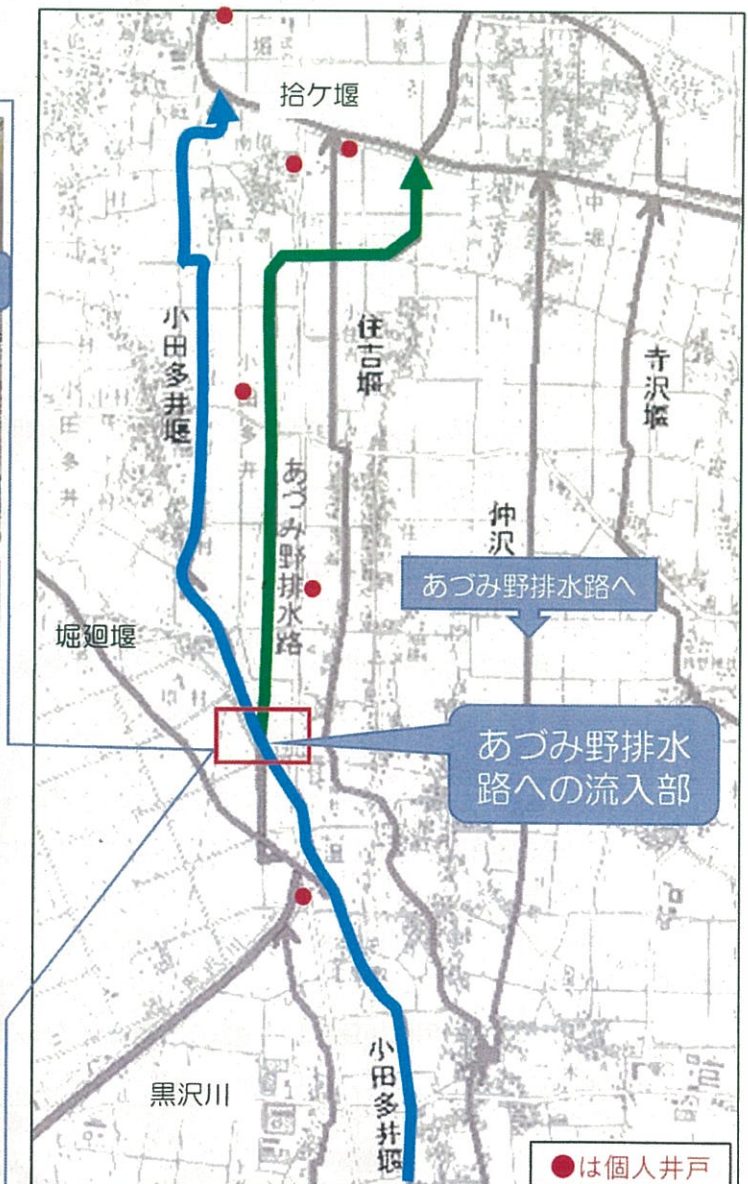 拾ケ堰
小田多井堰
住吉堰
寺沢堰
あづみ野排水路
仲沢
あづみ野排水路へ
堀廻堰
あづみ野排水
路への流入部
黒沢川
小田多井堰
●は個人井戸